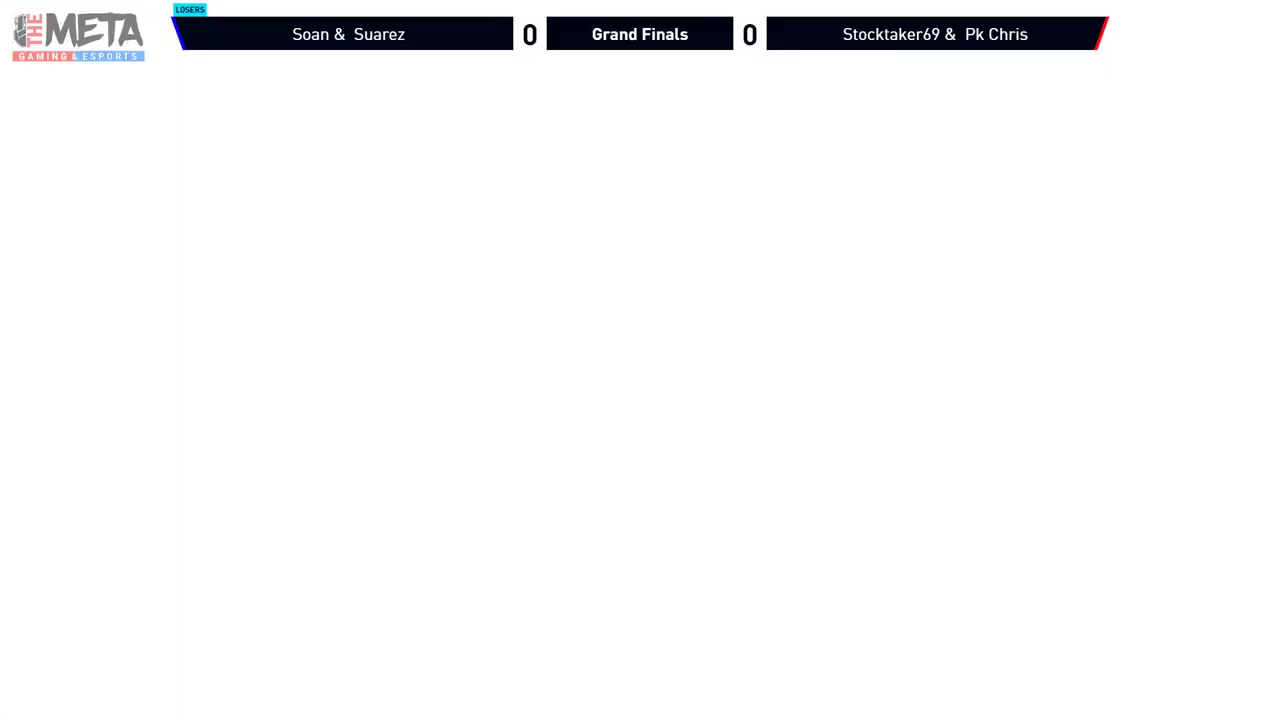 LOSERS
THE META
GAMING & ESPORTS
Soan & Suarez 0 Grand Finals 0 Stocktaker69 & Pk Chris